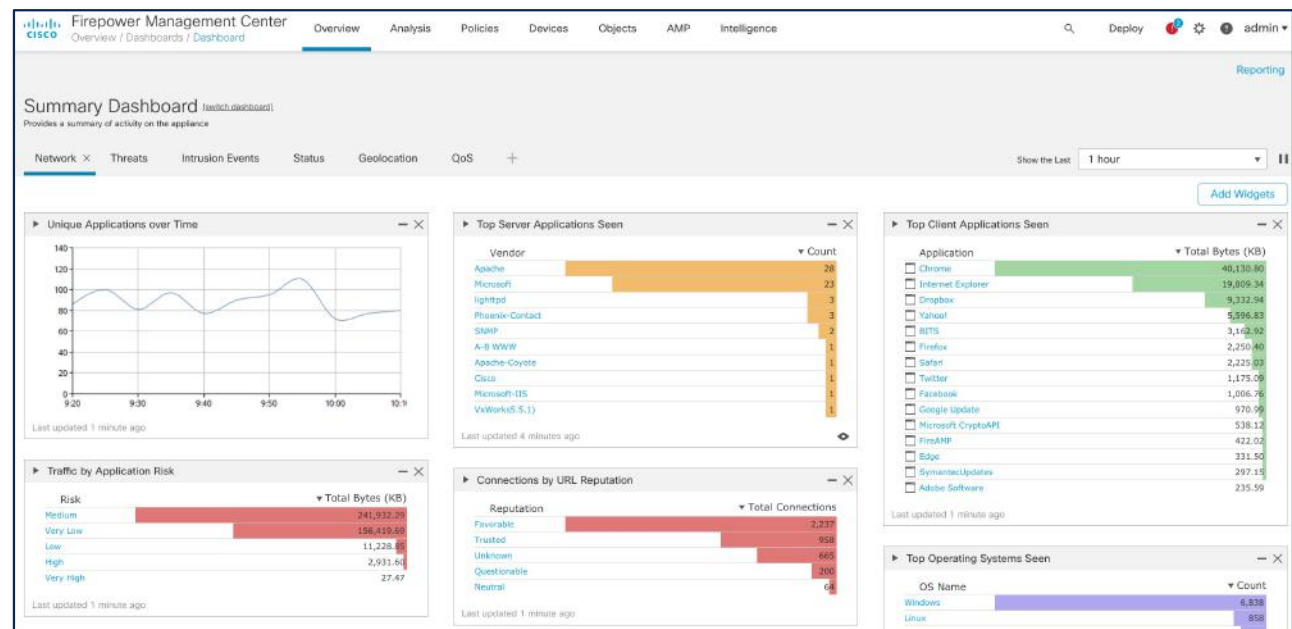 cisco Firepower Management Center
Overview / Dashboards / Dashboard
Overview Analysis Policies Devices Objects AMP Intelligence
Deploy 2 admin
Reporting
Summary Dashboard (switch dashboard)
Provides a summary of activity on the appliance
Network × Threats Intrusion Events Status Geolocation QoS +
Show the Last 1 hour
Add Widgets
Unique Applications over Time
140
120
100
80
60
40
20
0
9:20 9:30 9:40 9:50 10:00 10:1
Last updated 1 minute ago
Traffic by Application Risk
Risk Total Bytes (KB)
Medium 241,932.29
Very Low 156,419.69
Low 11,228.85
High 2,931.60
Very High 27.47
Last updated 1 minute ago
Top Server Applications Seen
Vendor Count
Apache 28
Microsoft 23
lighttpd 3
Phoenix-Contact 3
SNMP 2
A-B WWW 1
Apache-Coyote 1
Cisco 1
Microsoft-IIS 1
VxWorks5.5.1) 1
Last updated 4 minutes ago
Connections by URL Reputation
Reputation Total Connections
Favorable 2,237
Trusted 958
Unknown 665
Questionable 200
Neutral 64
Last updated 1 minute ago
Top Client Applications Seen
Application Total Bytes (KB)
Chrome 40,130.80
Internet Explorer 19,809.34
Dropbox 9,332.94
Yahoo! 5,596.83
BITS 3,162.92
Firefox 2,250.40
Safari 2,225.03
Twitter 1,175.09
Facebook 1,006.76
Google Update 970.99
Microsoft CryptoAPI 538.12
FireAMP 422.02
Edge 331.50
SymantecUpdates 297.15
Adobe Software 235.59
Last updated 1 minute ago
Top Operating Systems Seen
OS Name Count
Windows 6,838
Linux 858